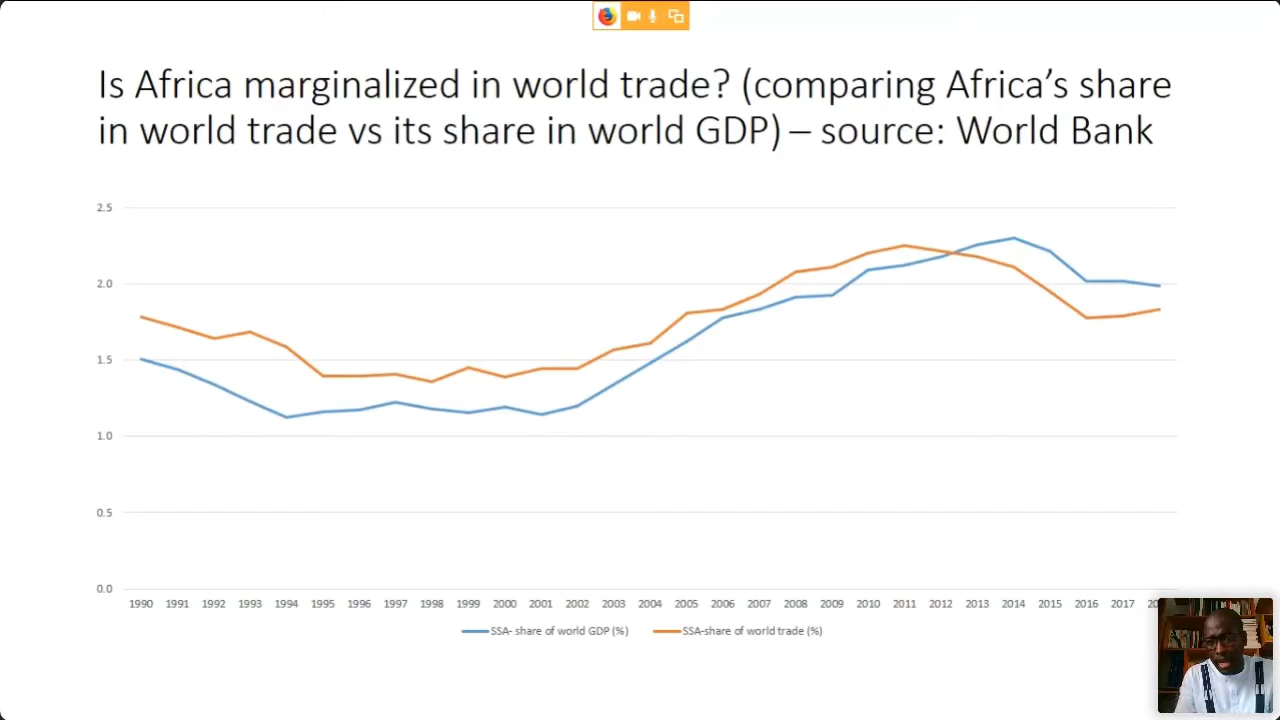 Is Africa marginalized in world trade? (comparing Africa’s share
in world trade vs its share in world GDP) – source: World Bank
2.5
2.0
1.5
1.0
0.5
0.0
1990 1991 1992 1993 1994 1995 1996 1997 1998 1999 2000 2001 2002 2003 2004 2005 2006 2007 2008 2009 2010 2011 2012 2013 2014 2015 2016 2017
SSA- share of world GDP (%) SSA-share of world trade (%)